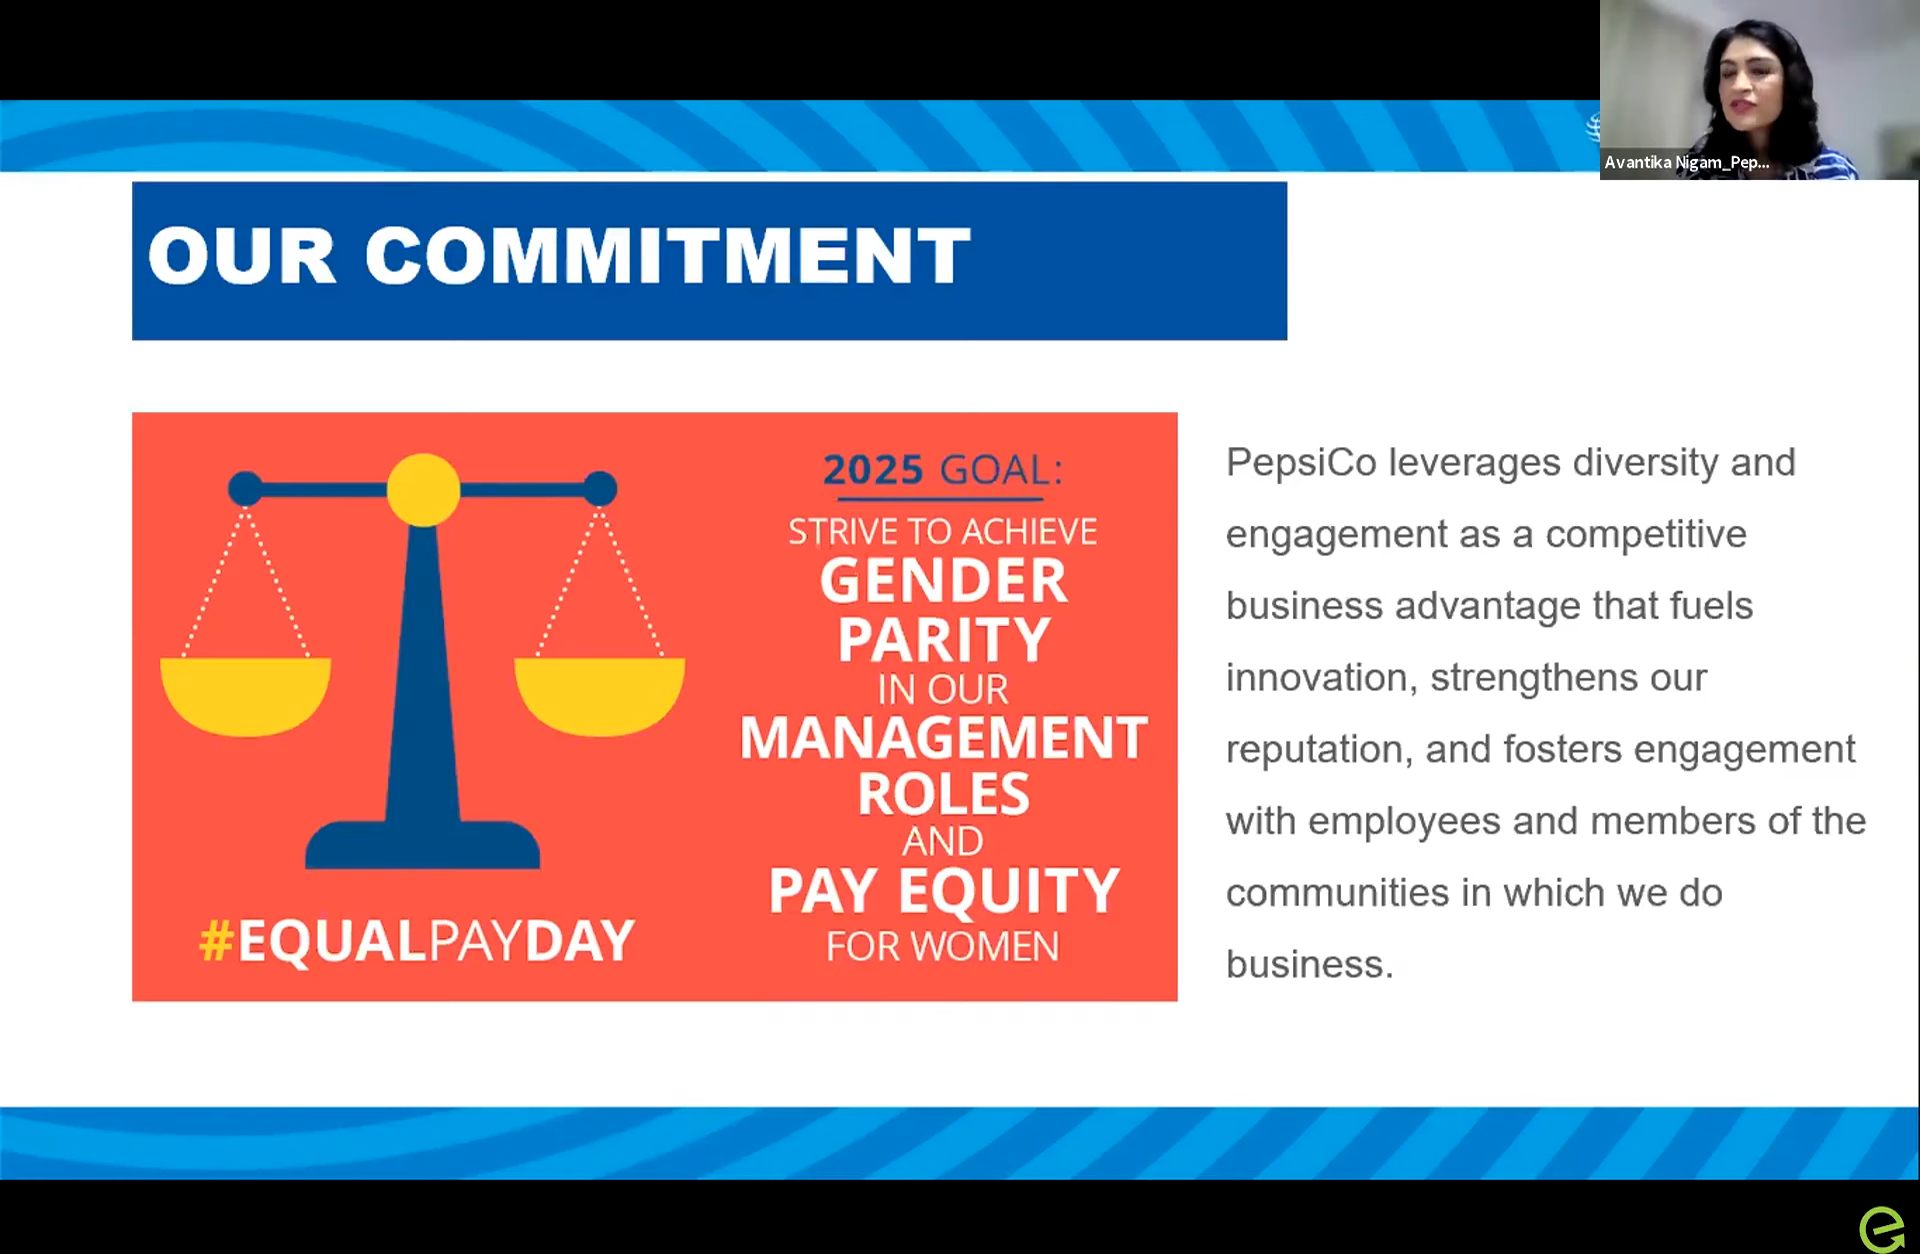 Avantika Nigam_Pep...
OUR COMMITMENT
2025 GOAL:
STRIVE TO ACHIEVE
GENDER
PARITY
IN OUR
MANAGEMENT
ROLES
AND
PAY EQUITY
FOR WOMEN
#EQUALPAYDAY
PepsiCo leverages diversity and
engagement as a competitive
business advantage that fuels
innovation, strengthens our
reputation, and fosters engagement
with employees and members of the
communities in which we do
business.